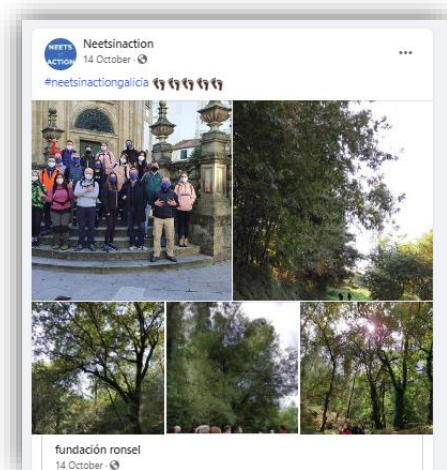 NEETS
ACTION
Neetsinaction
14 October ·
#neetsinactiongalicia
fundación ronsel
14 October ·